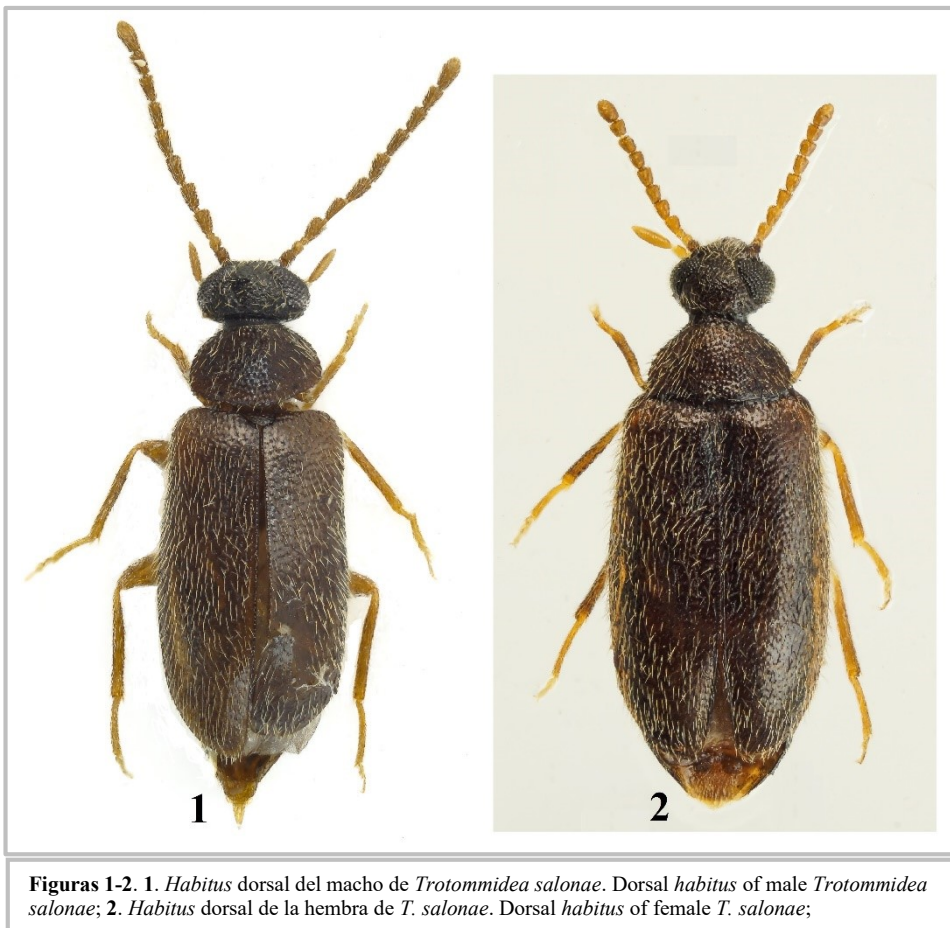 1
2
Figuras 1-2. 1. Habitus dorsal del macho de Trotommidea salonae. Dorsal habitus of male Trotommidea
salonae; 2. Habitus dorsal de la hembra de T. salonae. Dorsal habitus of female T. salonae;